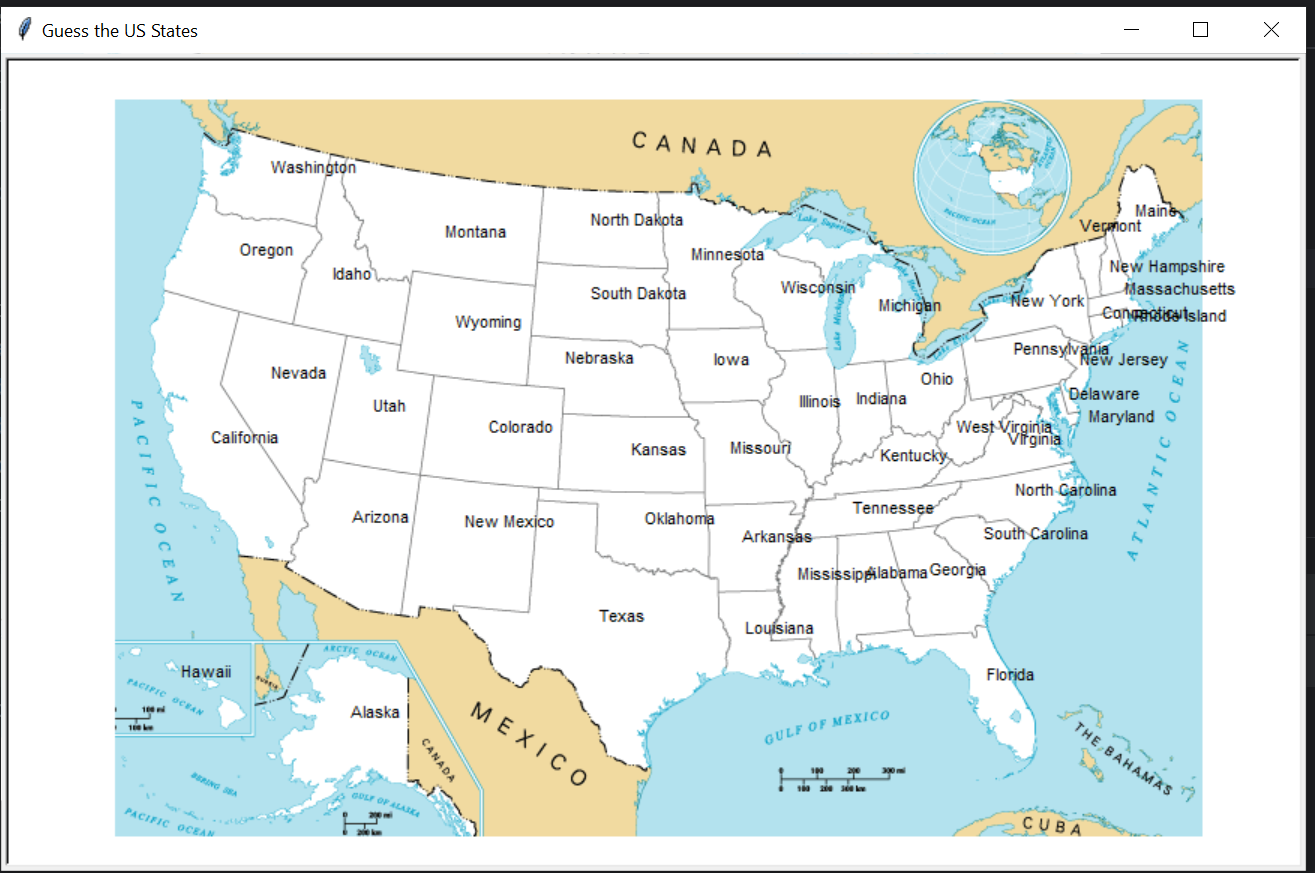 Guess the US States
CANADA
Washington
Maine
North Dakota
Vermont
Lake Superior
PACIFIC OCEAN
Montana
Oregon
Minnesota
Idaho
New Hampshire
Wisconsin
Massachusetts
South Dakota
New York
Michigan
Lake Michigan
Connecticut
Rhode Island
Wyoming
Pennsylvania
Nebraska
Iowa
New Jersey
Nevada
Ohio
Delaware
Utah
Illinois
Indiana
Maryland
Colorado
West Virginia
California
Virginia
Kansas
Missouri
Kentucky
PACIFIC OCEAN
ATLANTIC OCEAN
North Carolina
Tennessee
Arizona
New Mexico
Oklahoma
Arkansas
South Carolina
Mississippi
Alabama
Georgia
Texas
Louisiana
ARCTIC OCEAN
Hawaii
RUSSIA
Florida
PACIFIC OCEAN
100 mi
100 km
Alaska
MEXICO
GULF OF MEXICO
CANADA
THE BAHAMAS
0 100 200 300 mi
0 100 200 300 km
BERING SEA
GULF OF ALASKA
PACIFIC OCEAN
0 200 mi
0 200 km
CUBA